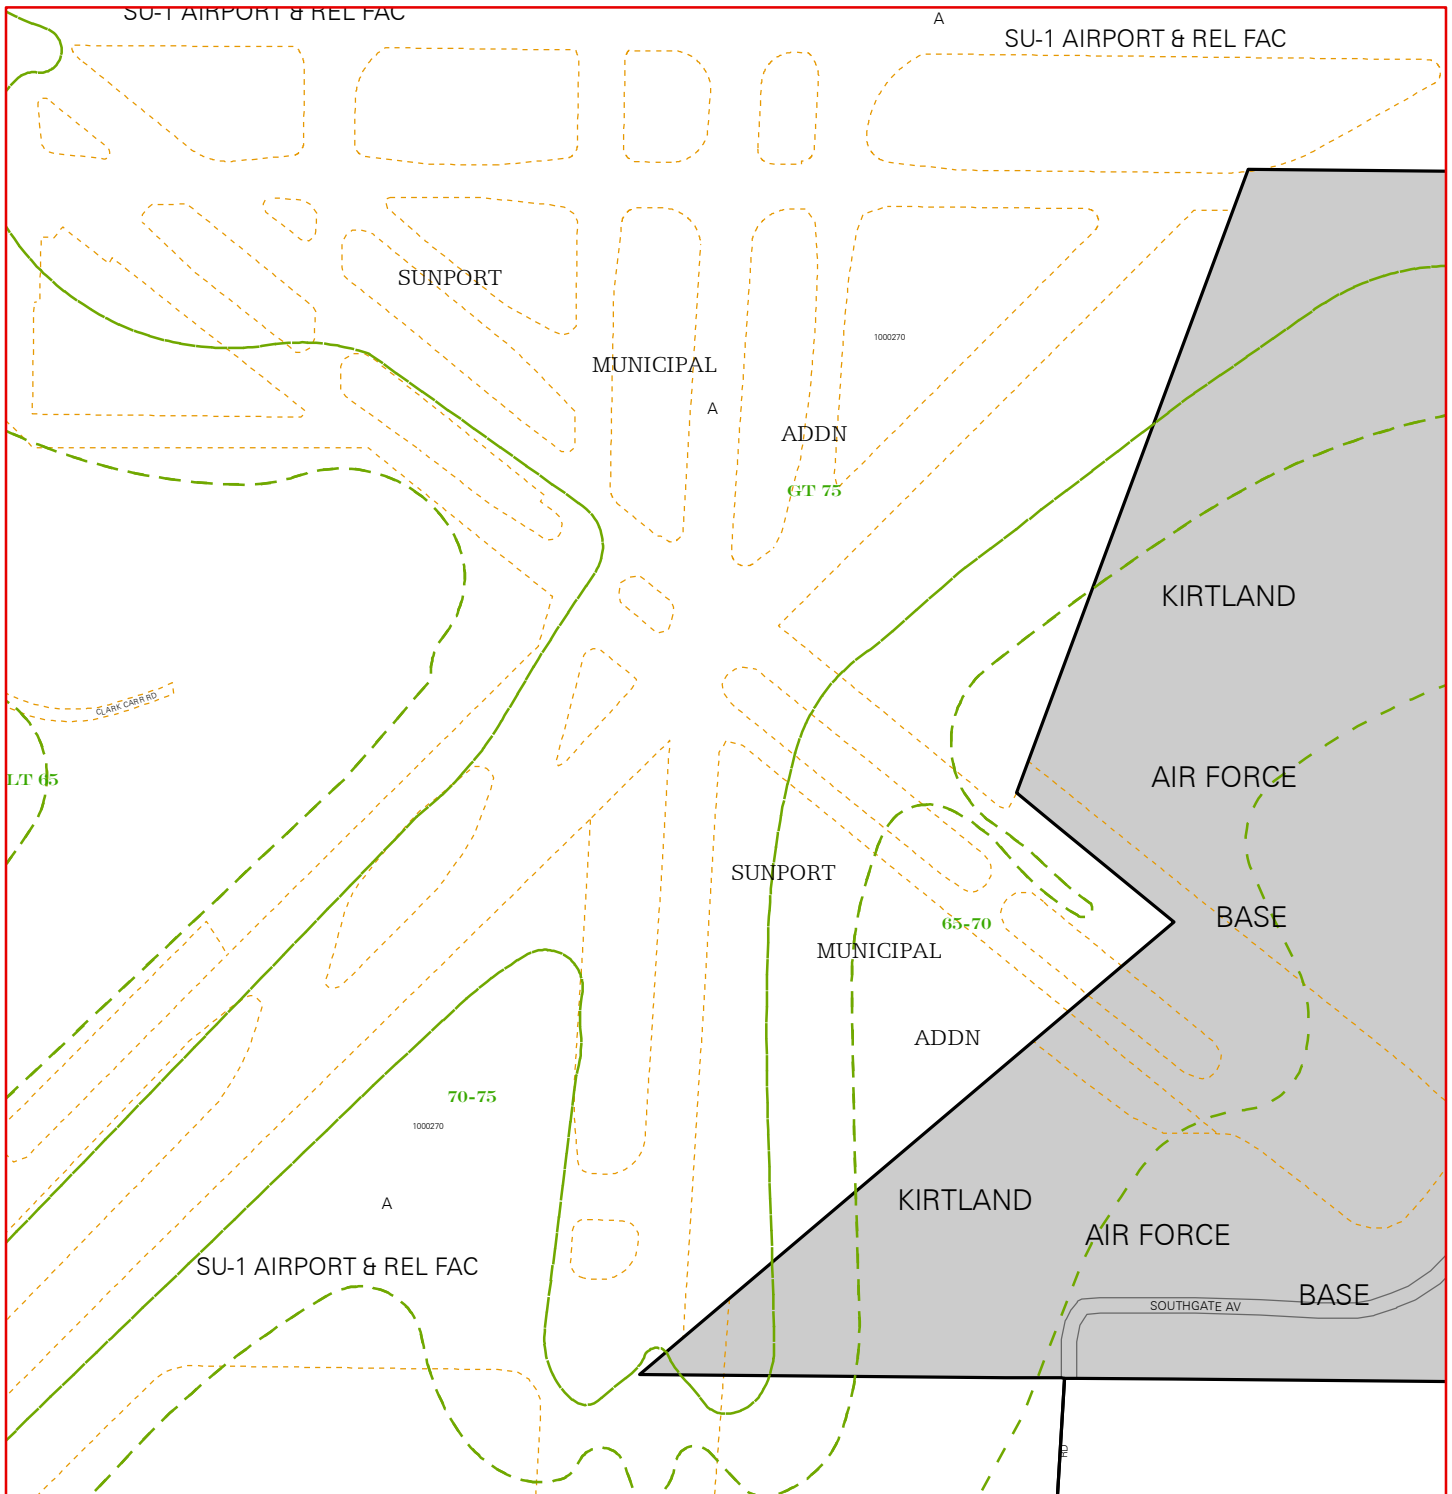 SU-1 AIRPORT & REL FAC
A
SU-1 AIRPORT & REL FAC
SUNPORT
1000270
MUNICIPAL
A
ADDN
GT 75
KIRTLAND
CLARK CARR RD
LT 65
AIR FORCE
SUNPORT
BASE
65-70
MUNICIPAL
ADDN
70-75
1000270
A
KIRTLAND
AIR FORCE
SU-1 AIRPORT & REL FAC
BASE
SOUTHGATE AV
RD